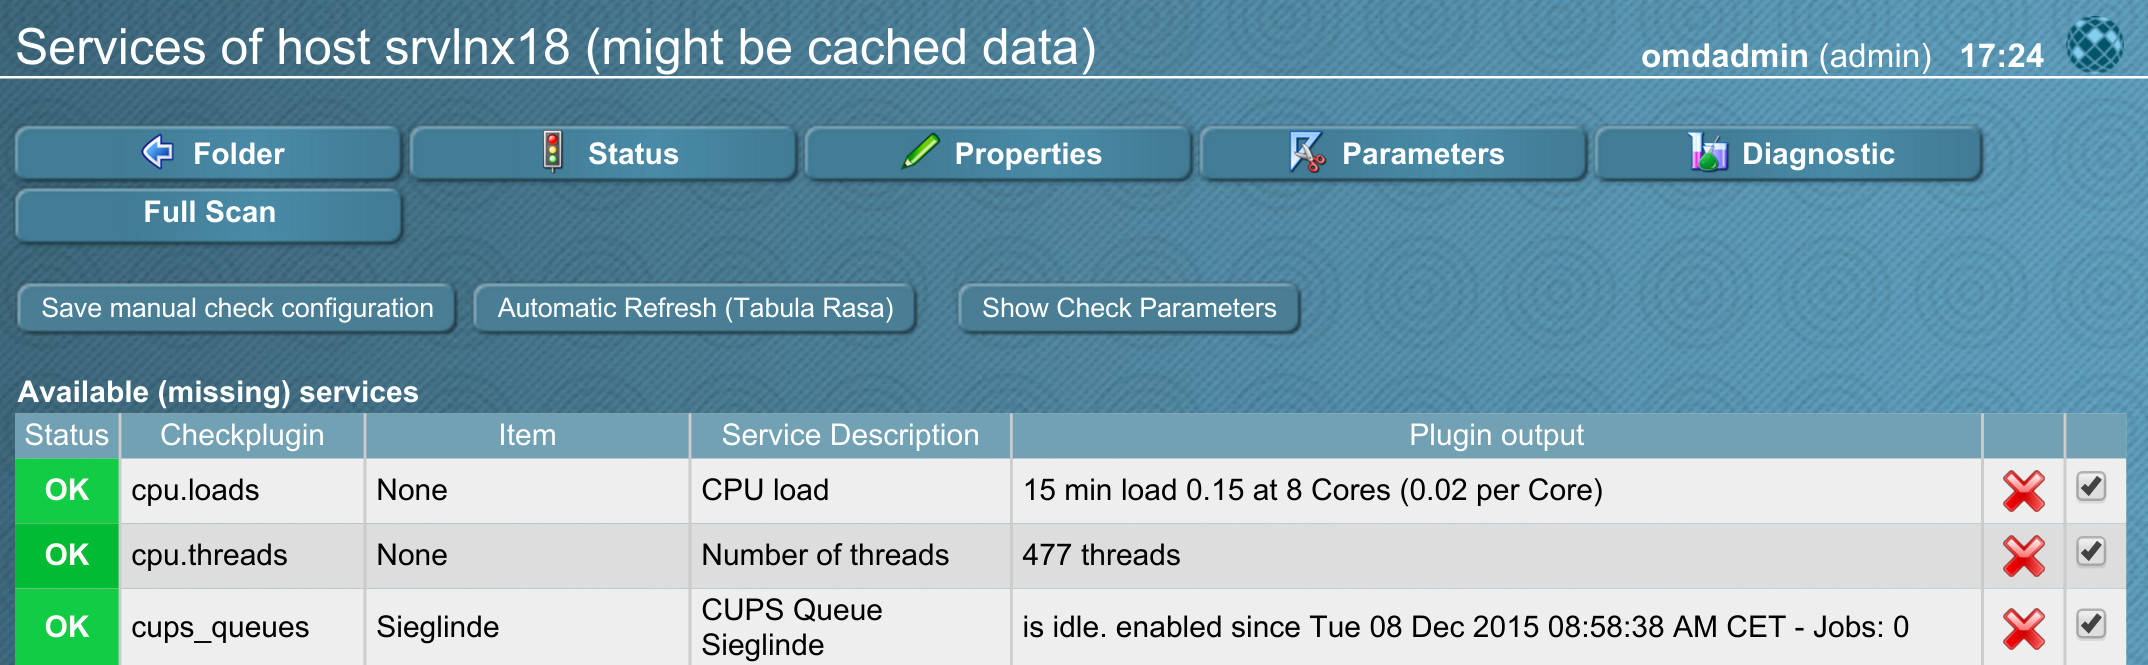 Services of host srvlnx18 (might be cached data)
omdadmin (admin) 17:24
Folder Status Properties Parameters Diagnostic
Full Scan
Save manual check configuration Automatic Refresh (Tabula Rasa) Show Check Parameters
Available (missing) services
Status Checkplugin Item Service Description Plugin output
OK cpu.loads None CPU load 15 min load 0.15 at 8 Cores (0.02 per Core)
OK cpu.threads None Number of threads 477 threads
OK cups_queues Sieglinde CUPS Queue Sieglinde is idle. enabled since Tue 08 Dec 2015 08:58:38 AM CET - Jobs: 0